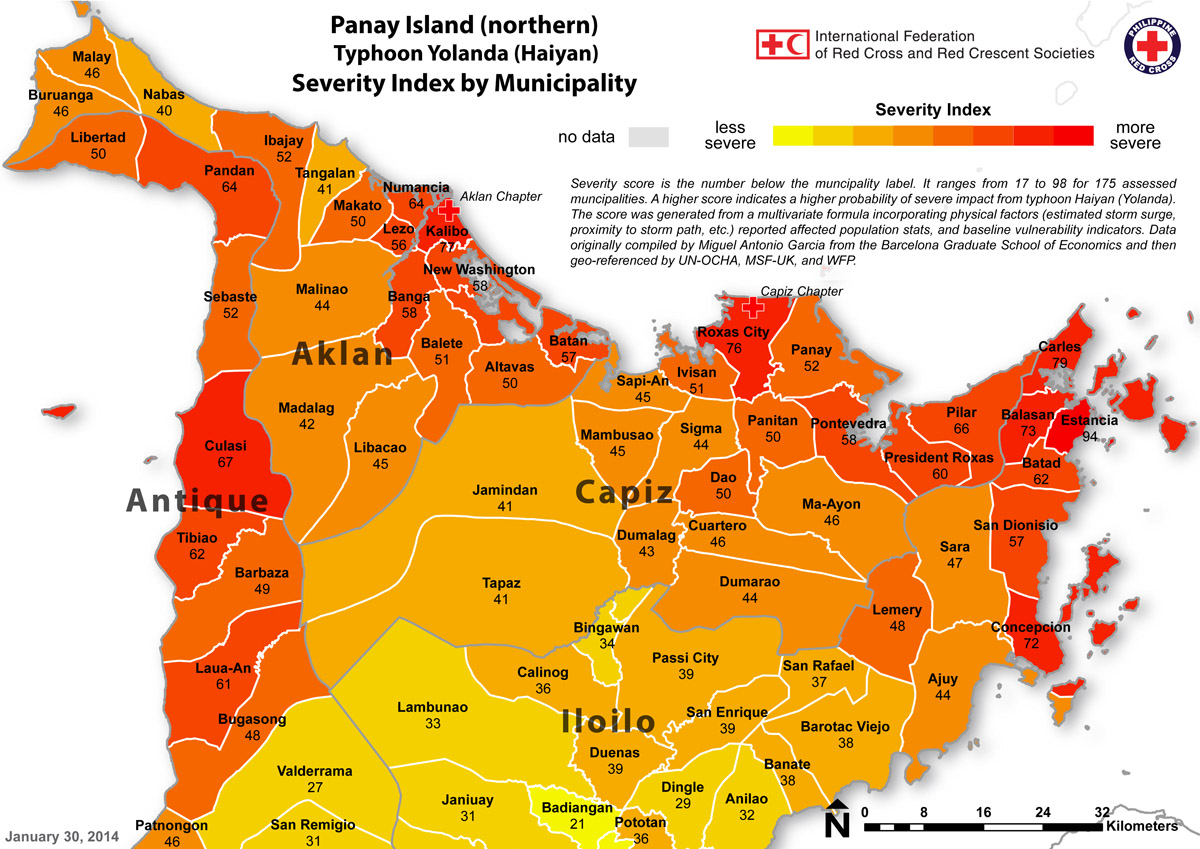 Panay Island (northern)
Typhoon Yolanda (Haiyan)
Severity Index by Municipality
International Federation
of Red Cross and Red Crescent Societies
PHILIPPINE
RED CROSS
Severity Index
no data
less
severe
more
severe
Severity score is the number below the muncipality label. It ranges from 17 to 98 for 175 assessed
muncipalities. A higher score indicates a higher probability of severe impact from typhoon Haiyan (Yolanda).
The score was generated from a multivariate formula incorporating physical factors (estimated storm surge,
proximity to storm path, etc.) reported affected population stats, and baseline vulnerability indicators. Data
originally compiled by Miguel Antonio Garcia from the Barcelona Graduate School of Economics and then
geo-referenced by UN-OCHA, MSF-UK, and WFP.
Malay
46
Buruanga
46
Nabas
40
Libertad
50
Ibajay
52
Pandan
64
Tangalan
41
Numancia
64
Aklan Chapter
Makato
50
Lezo
56
Kalibo
77
New Washington
58
Malinao
44
Banga
58
Sebaste
52
Capiz Chapter
Roxas City
76
Balete
51
Batan
57
Aklan
Altavas
50
Panay
52
Carles
79
Ivisan
51
Sapi-An
45
Madalag
42
Pilar
66
Balasan
73
Estancia
94
Panitan
50
Pontevedra
58
Sigma
44
Mambusao
45
Culasi
67
Libacao
45
President Roxas
60
Batad
62
Dao
50
Jamindan
41
Capiz
Antique
Ma-Ayon
46
Cuartero
46
San Dionisio
57
Dumalag
43
Tibiao
62
Sara
47
Barbaza
49
Tapaz
41
Dumarao
44
Lemery
48
Bingawan
34
Concepcion
72
Passi City
39
Laua-An
61
San Rafael
37
Calinog
36
Ajuy
44
Lambunao
33
Iloilo
San Enrique
39
Bugasong
48
Barotac Viejo
38
Duenas
39
Banate
38
Valderrama
27
Dingle
29
Janiuay
31
Anilao
32
Badiangan
21
Pototan
36
San Remigio
31
Patnongon
46
January 30, 2014
N
0 8 16 24 32
Kilometers